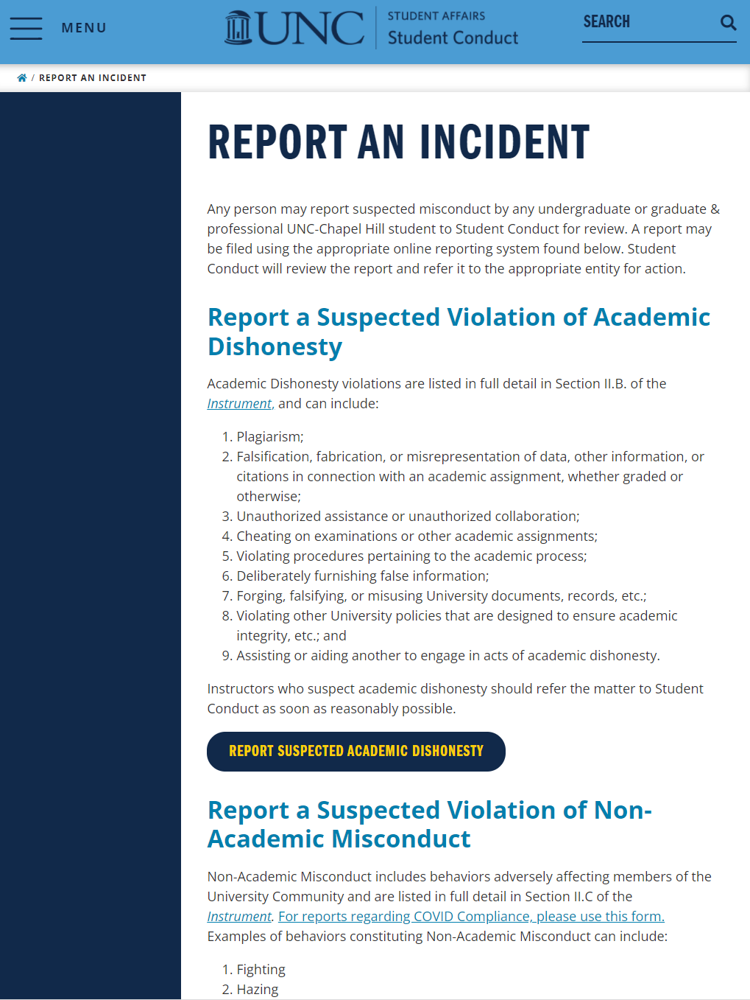 MENU
UNC
STUDENT AFFAIRS
Student Conduct
SEARCH
/ REPORT AN INCIDENT
REPORT AN INCIDENT
Any person may report suspected misconduct by any undergraduate or graduate &
professional UNC-Chapel Hill student to Student Conduct for review. A report may
be filed using the appropriate online reporting system found below. Student
Conduct will review the report and refer it to the appropriate entity for action.
Report a Suspected Violation of Academic
Dishonesty
Academic Dishonesty violations are listed in full detail in Section II.B. of the
Instrument, and can include:
1. Plagiarism;
2. Falsification, fabrication, or misrepresentation of data, other information, or
citations in connection with an academic assignment, whether graded or
otherwise;
3. Unauthorized assistance or unauthorized collaboration;
4. Cheating on examinations or other academic assignments;
5. Violating procedures pertaining to the academic process;
6. Deliberately furnishing false information;
7. Forging, falsifying, or misusing University documents, records, etc.;
8. Violating other University policies that are designed to ensure academic
integrity, etc.; and
9. Assisting or aiding another to engage in acts of academic dishonesty.
Instructors who suspect academic dishonesty should refer the matter to Student
Conduct as soon as reasonably possible.
REPORT SUSPECTED ACADEMIC DISHONESTY
Report a Suspected Violation of Non-
Academic Misconduct
Non-Academic Misconduct includes behaviors adversely affecting members of the
University Community and are listed in full detail in Section II.C of the
Instrument. For reports regarding COVID Compliance, please use this form.
Examples of behaviors constituting Non-Academic Misconduct can include:
1. Fighting
2. Hazing